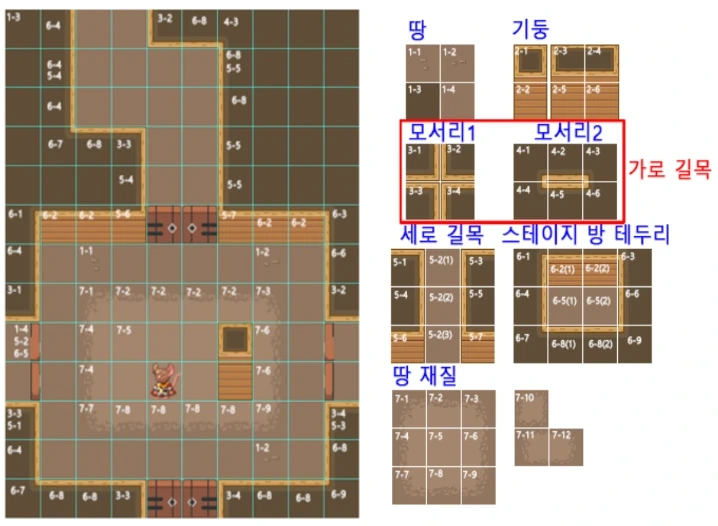 1-3 6-4 3-2 6-8 4-3
6-4
5-4
6-8
5-5
6-4
6-8
6-7 6-8 3-3
5-5
5-4
5-5
6-1 6-2 6-2 5-6 5-7 6-2 6-2 6-3
6-4 1-1 1-2 6-6
3-1 7-1 7-2 7-2 7-2 7-2 7-3 3-2
1-4
5-2
6-5
7-4 7-5 7-6
7-4 7-6
3-3
5-1
7-7 7-8 7-8 7-8 7-8 7-9
3-4
5-3
6-4 1-2 6-8
6-7 6-8 6-8 3-3 3-4 6-8 6-8 6-9
땅
1-1 1-2
1-3 1-4
기둥
2-1 2-3 2-4
2-2 2-5 2-6
모서리1
3-1 3-2
3-3 3-4
모서리2
4-1 4-2 4-3
4-4 4-5 4-6
가로 길목
세로 길목
5-1 5-2(1) 5-3
5-4 5-2(2) 5-5
5-6 5-2(3) 5-7
스테이지 방 테두리
6-1 6-2(1) 6-2(2) 6-3
6-4 6-5(1) 6-5(2) 6-6
6-7 6-8(1) 6-8(2) 6-9
땅 재질
7-1 7-2 7-3
7-4 7-5 7-6
7-7 7-8 7-9
7-10
7-11 7-12